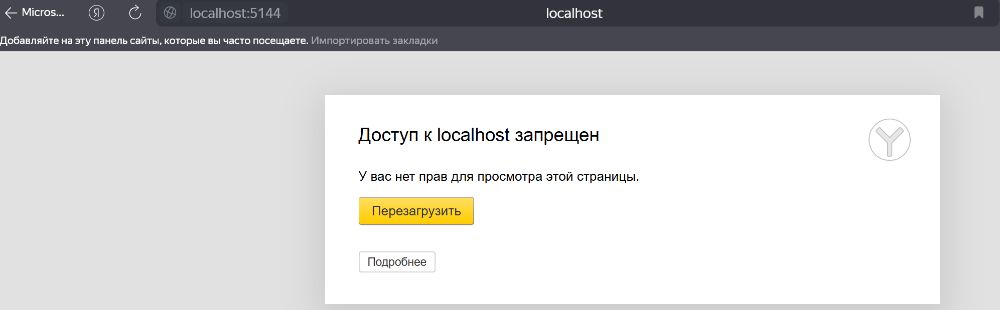 Micros...
Я
localhost:5144
localhost
Добавляйте на эту панель сайты, которые вы часто посещаете. Импортировать закладки
Доступ к localhost запрещен
У вас нет прав для просмотра этой страницы.
Перезагрузить
Подробнее